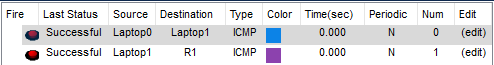 Fire Last Status Source Destination Type Color Time(sec) Periodic Num Edit
Successful Laptop0 Laptop1 ICMP 0.000 N 0 (edit)
Successful Laptop1 R1 ICMP 0.000 N 1 (edit)